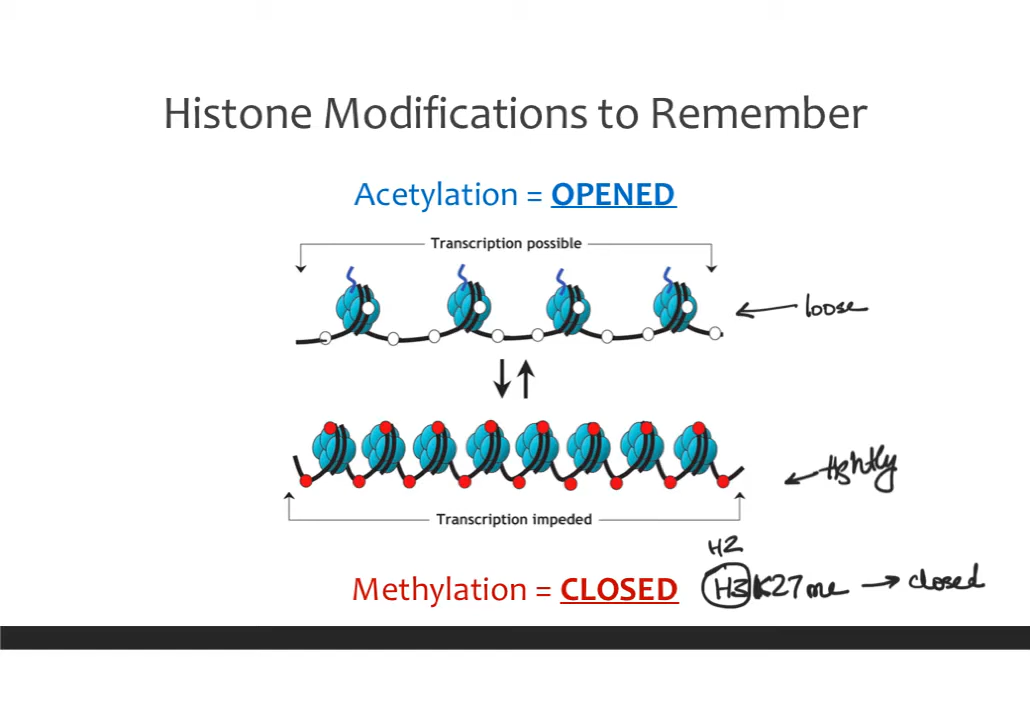 Histone Modifications to Remember
Acetylation = OPENED
Transcription possible
loose
tightly
Transcription impeded
H2
Methylation = CLOSED
H3K27me → closed